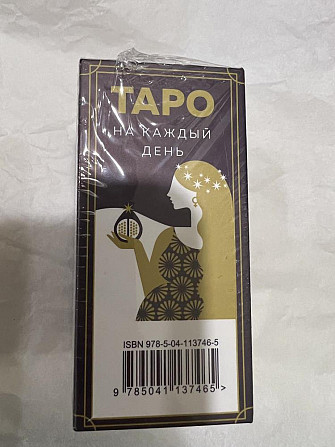 ТАРО
НА КАЖДЫЙ
ДЕНЬ
ISBN 978-5-04-113746-5
9 785041 137465 >